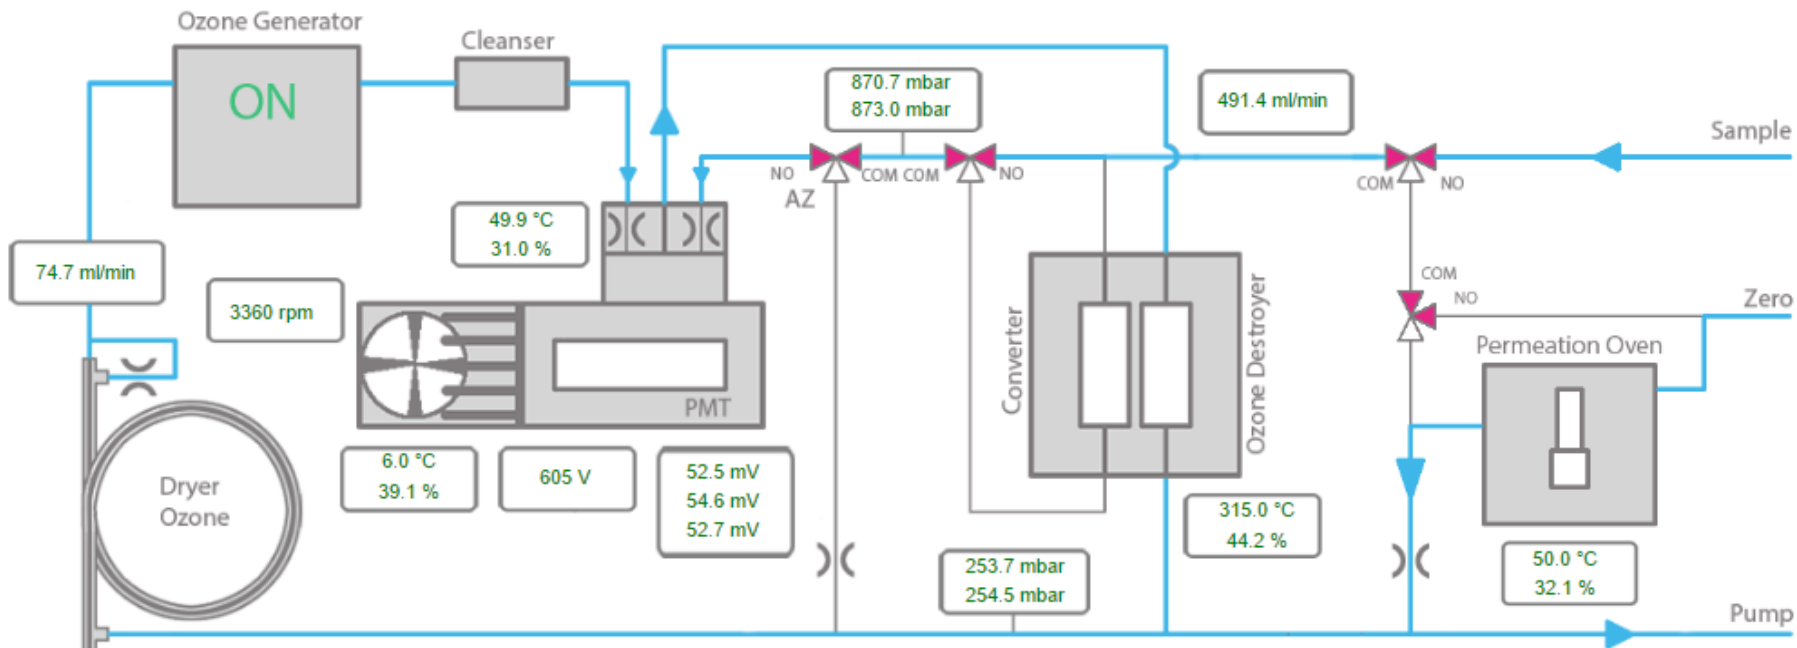 Ozone Generator
Cleanser
ON
870.7 mbar
873.0 mbar
491.4 ml/min
Sample
NO
COM
COM
NO
AZ
COM
NO
49.9 °C
31.0 %
74.7 ml/min
3360 rpm
COM
NO
Zero
Converter
Ozone Destroyer
Permeation Oven
PMT
6.0 °C
39.1 %
605 V
52.5 mV
54.6 mV
52.7 mV
Dryer
Ozone
315.0 °C
44.2 %
253.7 mbar
254.5 mbar
50.0 °C
32.1 %
Pump